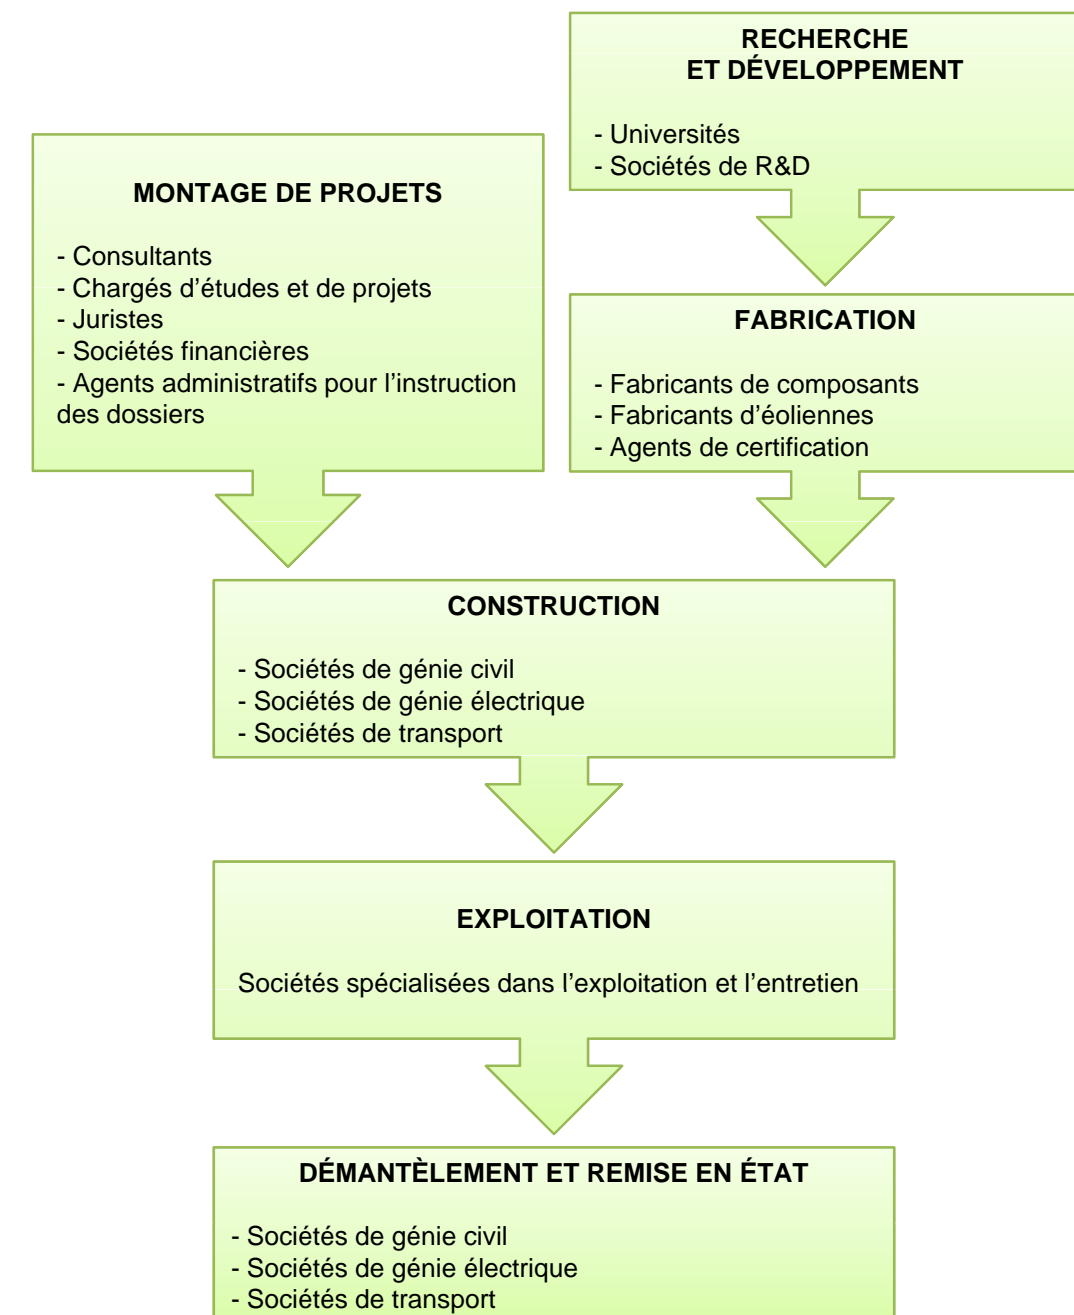 RECHERCHE
ET DÉVELOPPEMENT
- Universités
- Sociétés de R&D
MONTAGE DE PROJETS
- Consultants
- Chargés d’études et de projets
- Juristes
- Sociétés financières
- Agents administratifs pour l’instruction
des dossiers
FABRICATION
- Fabricants de composants
- Fabricants d’éoliennes
- Agents de certification
CONSTRUCTION
- Sociétés de génie civil
- Sociétés de génie électrique
- Sociétés de transport
EXPLOITATION
Sociétés spécialisées dans l’exploitation et l’entretien
DÉMANTÈLEMENT ET REMISE EN ÉTAT
- Sociétés de génie civil
- Sociétés de génie électrique
- Sociétés de transport